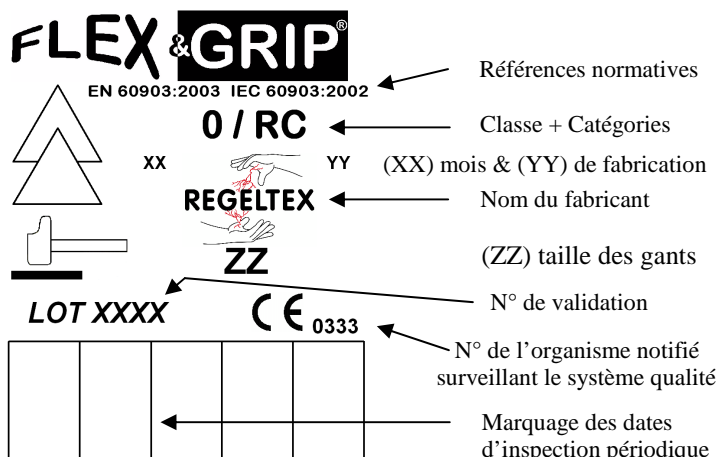 FLEX &GRIP®
EN 60903:2003 IEC 60903:2002
Références normatives
0 / RC
Classe + Catégories
XX
YY
(XX) mois & (YY) de fabrication
REGELTEX
Nom du fabricant
ZZ
(ZZ) taille des gants
LOT XXXX
N° de validation
CE 0333
N° de l'organisme notifié
surveillant le système qualité
Marquage des dates
d'inspection périodique